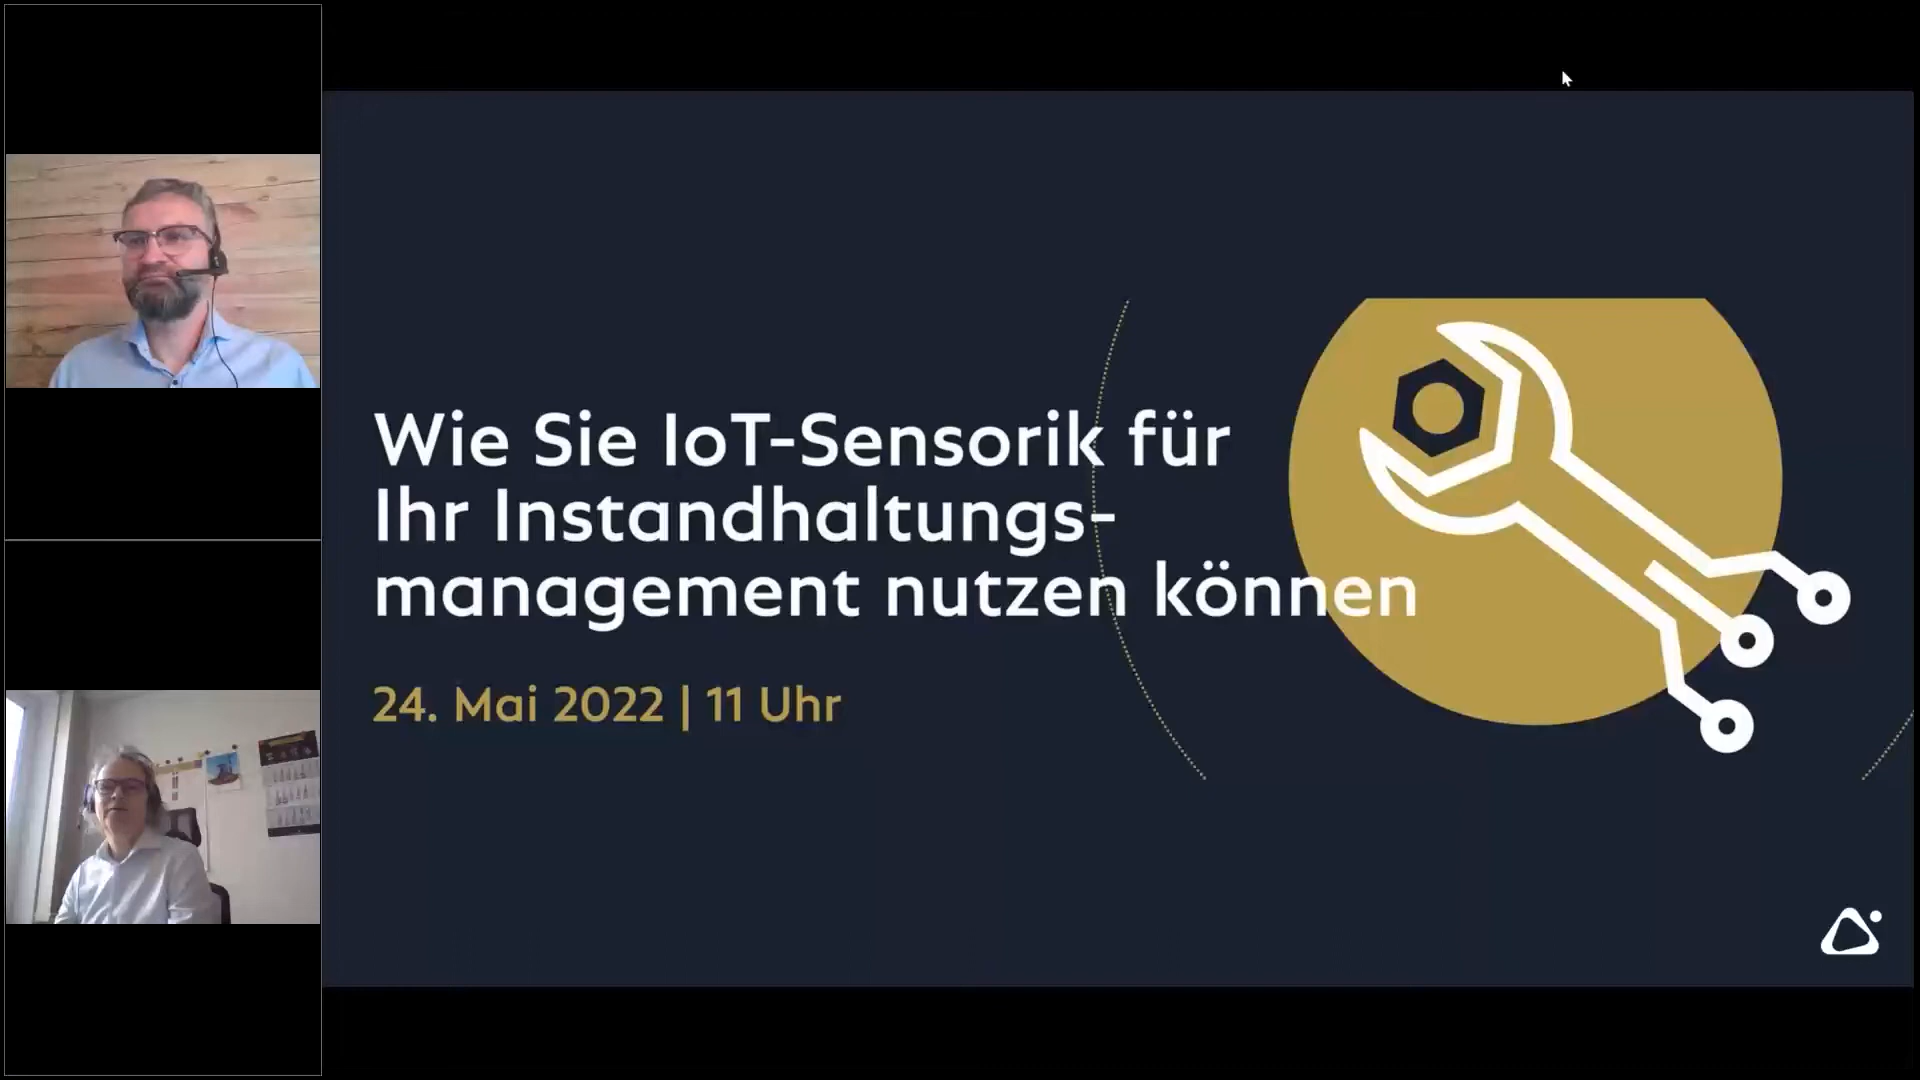 Wie Sie IoT-Sensorik für
Ihr Instandhaltungs-
management nutzen können
24. Mai 2022 | 11 Uhr